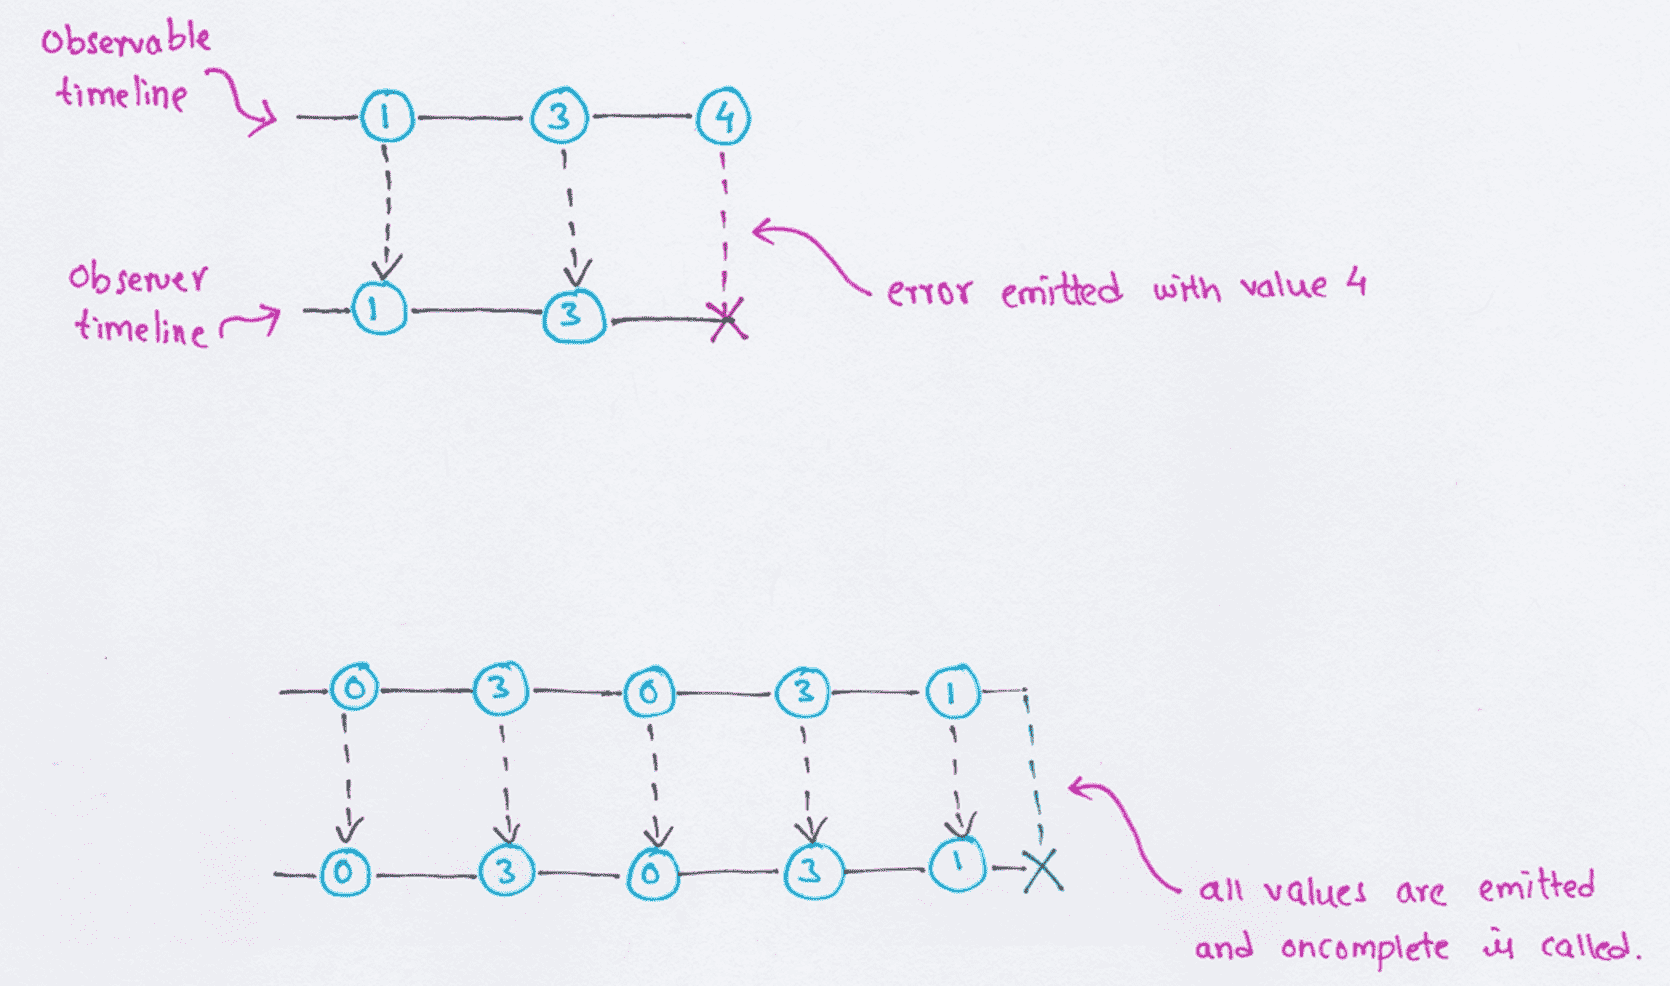 Observable
timeline
1 3 4
Observer
timeline
1 3
error emitted with value 4
0 3 0 3 1
0 3 0 3 1
all values are emitted
and oncomplete is called.